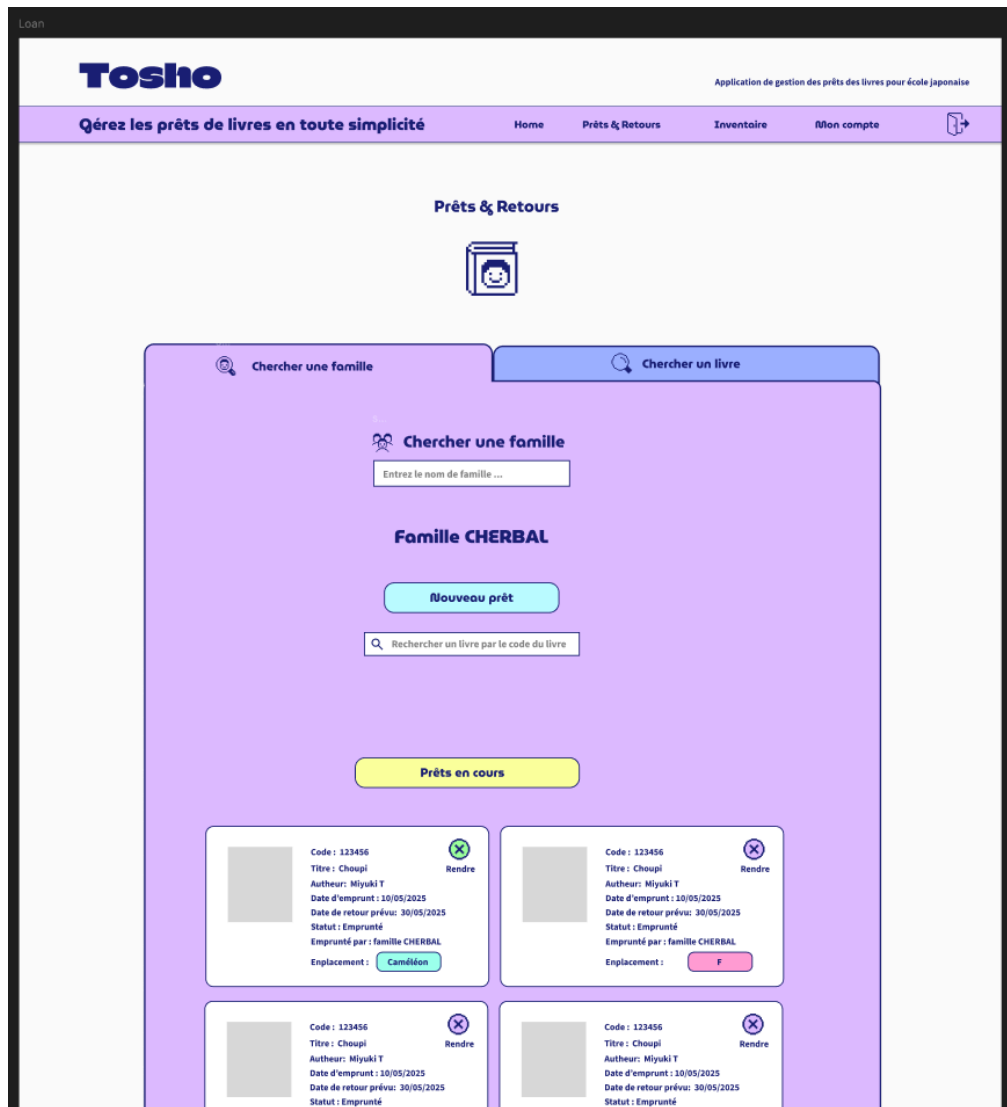 Loan
Tosho
Application de gestion des prêts des livres pour école japonaise
Gérez les prêts de livres en toute simplicité
Home
Prêts & Retours
Inventaire
Mon compte
Prêts & Retours
Chercher une famille
Chercher un livre
Chercher une famille
Entrez le nom de famille ...
Famille CHERBAL
Nouveau prêt
Rechercher un livre par le code du livre
Prêts en cours
Code : 123456
Titre : Choupi
Rendre
Autheur: Miyuki T
Date d'emprunt : 10/05/2025
Date de retour prévu: 30/05/2025
Statut : Emprunté
Emprunté par : famille CHERBAL
Enplacement :
Caméléon
Code : 123456
Titre : Choupi
Rendre
Autheur: Miyuki T
Date d'emprunt : 10/05/2025
Date de retour prévu: 30/05/2025
Statut : Emprunté
Emprunté par : famille CHERBAL
Enplacement :
F
Code : 123456
Titre : Choupi
Rendre
Autheur: Miyuki T
Date d'emprunt : 10/05/2025
Date de retour prévu: 30/05/2025
Statut : Emprunté
Code : 123456
Titre : Choupi
Rendre
Autheur: Miyuki T
Date d'emprunt : 10/05/2025
Date de retour prévu: 30/05/2025
Statut : Emprunté